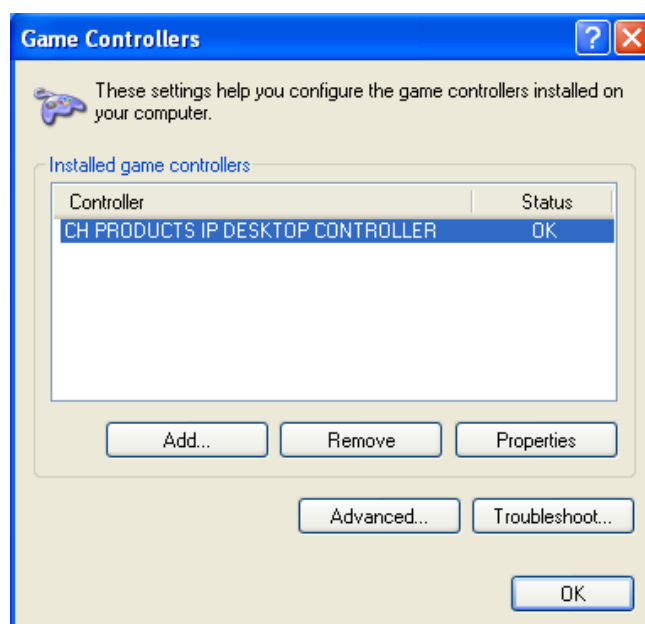 Game Controllers
These settings help you configure the game controllers installed on
your computer.
Installed game controllers
Controller Status
CH PRODUCTS IP DESKTOP CONTROLLER OK
Add... Remove Properties
Advanced... Troubleshoot...
OK